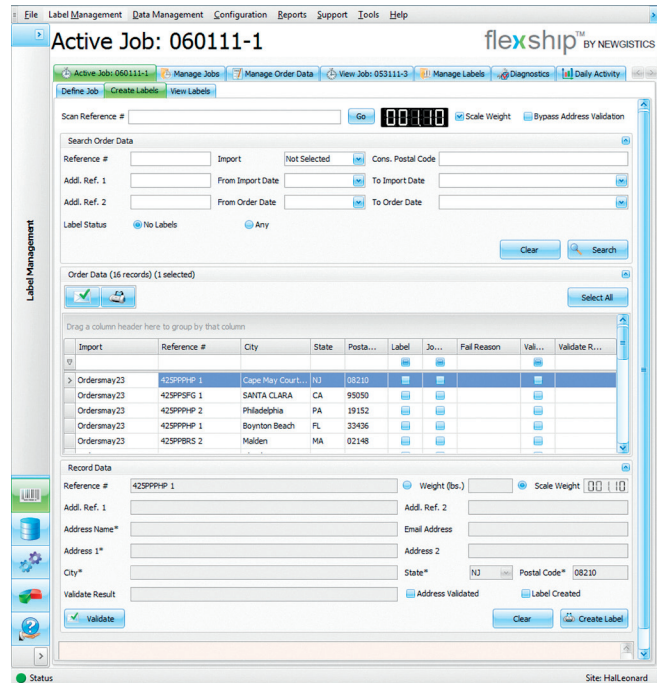 File Label Management Data Management Configuration Reports Support Tools Help
Active Job: 060111-1
flexship™ BY NEWGISTICS
Active Job: 060111-1 Manage Jobs Manage Order Data View Job: 053111-3 Manage Labels Diagnostics Daily Activity
Define Job Create Labels View Labels
Scan Reference # Go 00110 Scale Weight Bypass Address Validation
Search Order Data
Reference # Import Not Selected Cons. Postal Code
Addl. Ref. 1 From Import Date To Import Date
Addl. Ref. 2 From Order Date To Order Date
Label Status No Labels Any
Clear Search
Label Management
Order Data (16 records) (1 selected)
Select All
Drag a column header here to group by that column
Import Reference # City State Posta... Label Jo... Fail Reason Vali... Validate R...
Ordersmay23 425PPPHP 1 Cape May Court... NJ 08210
Ordersmay23 425PPSFG 1 SANTA CLARA CA 95050
Ordersmay23 425PPPHP 2 Philadelphia PA 19152
Ordersmay23 425PPPHP 1 Boynton Beach FL 33436
Ordersmay23 425PPBRS 2 Malden MA 02148
Record Data
Reference # 425PPPHP 1 Weight (lbs.) Scale Weight 00110
Addl. Ref. 1 Addl. Ref. 2
Address Name* Email Address
Address 1* Address 2
City* State* NJ Postal Code* 08210
Validate Result Address Validated Label Created
Validate Clear Create Label
Status Site: HalLeonard